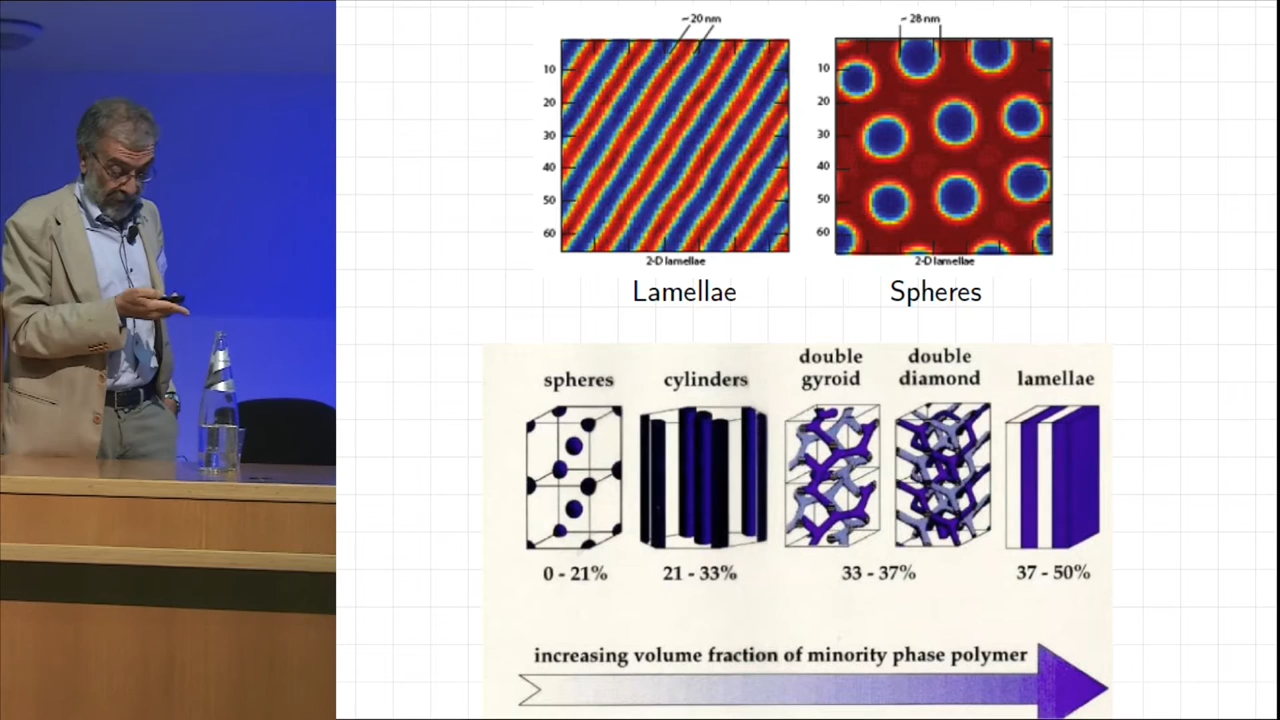 ~20 nm
~28 nm
10
20
30
40
50
60
2-D lamellae
10
20
30
40
50
60
2-D lamellae
Lamellae
Spheres
spheres
cylinders
double
gyroid
double
diamond
lamellae
0 - 21%
21 - 33%
33 - 37%
37 - 50%
increasing volume fraction of minority phase polymer